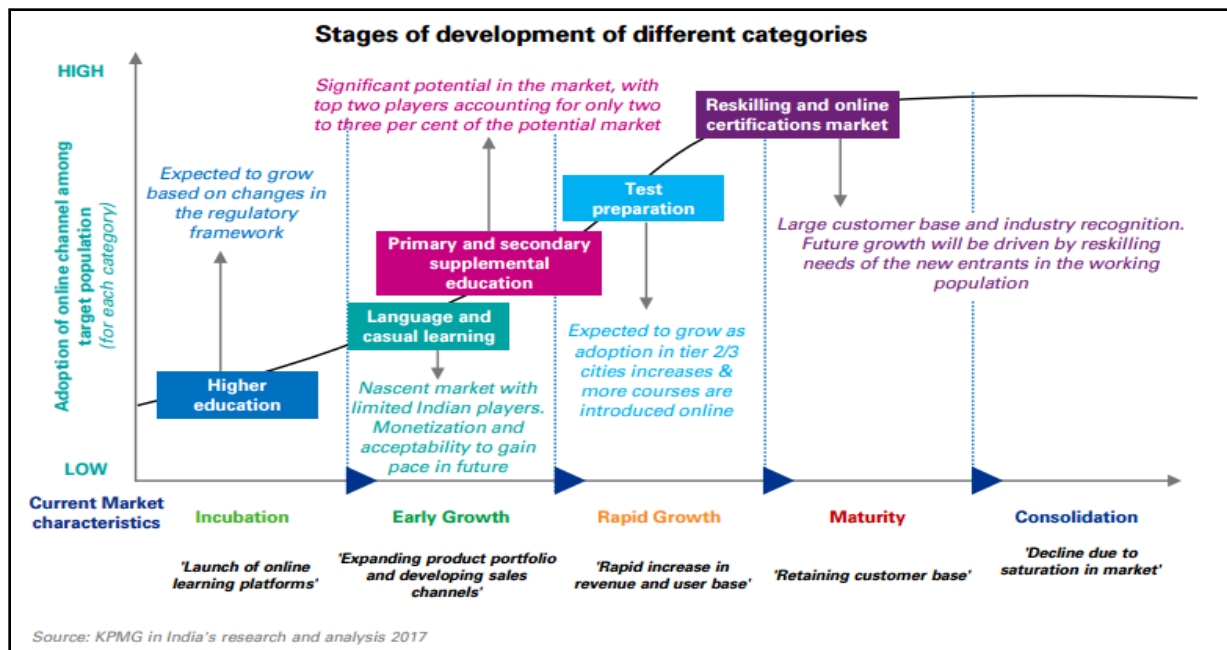 Stages of development of different categories
HIGH
Adoption of online channel among
target population
(for each category)
LOW
Expected to grow
based on changes in
the regulatory
framework
Higher
education
Significant potential in the market, with
top two players accounting for only two
to three per cent of the potential market
Primary and secondary
supplemental
education
Language and
casual learning
Nascent market with
limited Indian players.
Monetization and
acceptability to gain
pace in future
Test
preparation
Expected to grow as
adoption in tier 2/3
cities increases &
more courses are
introduced online
Reskilling and online
certifications market
Large customer base and industry recognition.
Future growth will be driven by reskilling
needs of the new entrants in the working
population
Current Market
characteristics
Incubation
Early Growth
Rapid Growth
Maturity
Consolidation
'Launch of online
learning platforms'
'Expanding product portfolio
and developing sales
channels'
'Rapid increase in
revenue and user base'
'Retaining customer base'
'Decline due to
saturation in market'
Source: KPMG in India's research and analysis 2017